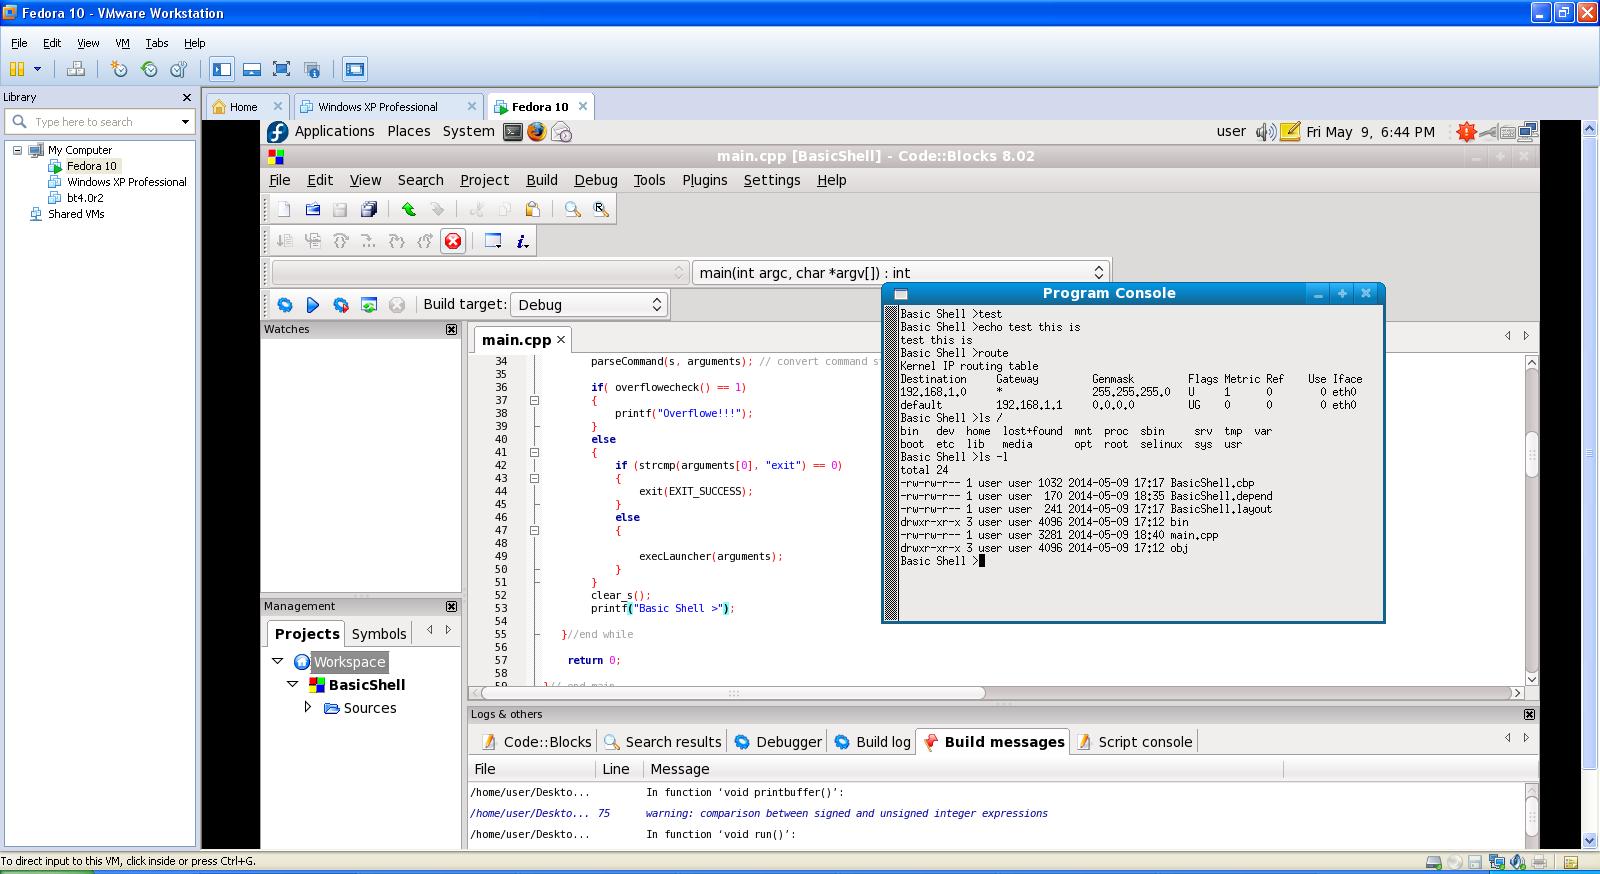 Fedora 10 - VMware Workstation
File Edit View VM Tabs Help
Library
Type here to search
My Computer
Fedora 10
Windows XP Professional
bt4.0r2
Shared VMs
Home Windows XP Professional Fedora 10
Applications Places System user Fri May 9, 6:44 PM
main.cpp [BasicShell] - Code::Blocks 8.02
File Edit View Search Project Build Debug Tools Plugins Settings Help
main(int argc, char *argv[]) : int
Build target: Debug
Watches
main.cpp
34 parseCommand(s, arguments); // convert command s
35
36 if( overflowecheck() == 1)
37 {
38 printf("Overflowe!!!");
39 }
40 else
41 {
42 if (strcmp(arguments[0], "exit") == 0)
43 {
44 exit(EXIT_SUCCESS);
45 }
46 else
47 {
48
49 execLauncher(arguments);
50 }
51 }
52 clear_s();
53 printf("Basic Shell >");
54
55 }//end while
56
57 return 0;
58
59 }// end main
Program Console
Basic Shell >test
Basic Shell >echo test this is
test this is
Basic Shell >route
Kernel IP routing table
Destination Gateway Genmask Flags Metric Ref Use Iface
192.168.1.0 * 255.255.255.0 U 1 0 0 eth0
default 192.168.1.1 0.0.0.0 UG 0 0 0 eth0
Basic Shell >ls /
bin dev home lost+found mnt proc sbin srv tmp var
boot etc lib media opt root selinux sys usr
Basic Shell >ls -l
total 24
-rw-rw-r-- 1 user user 1032 2014-05-09 17:17 BasicShell.cbp
-rw-rw-r-- 1 user user 170 2014-05-09 18:35 BasicShell.depend
-rw-rw-r-- 1 user user 241 2014-05-09 17:17 BasicShell.layout
drwxr-xr-x 3 user user 4096 2014-05-09 17:12 bin
-rw-rw-r-- 1 user user 3281 2014-05-09 18:40 main.cpp
drwxr-xr-x 3 user user 4096 2014-05-09 17:12 obj
Basic Shell >
Management
Projects Symbols
Workspace
BasicShell
Sources
Logs & others
Code::Blocks Search results Debugger Build log Build messages Script console
File Line Message
/home/user/Deskto... In function ‘void printbuffer()’:
/home/user/Deskto... 75 warning: comparison between signed and unsigned integer expressions
/home/user/Deskto... In function ‘void run()’:
To direct input to this VM, click inside or press Ctrl+G.